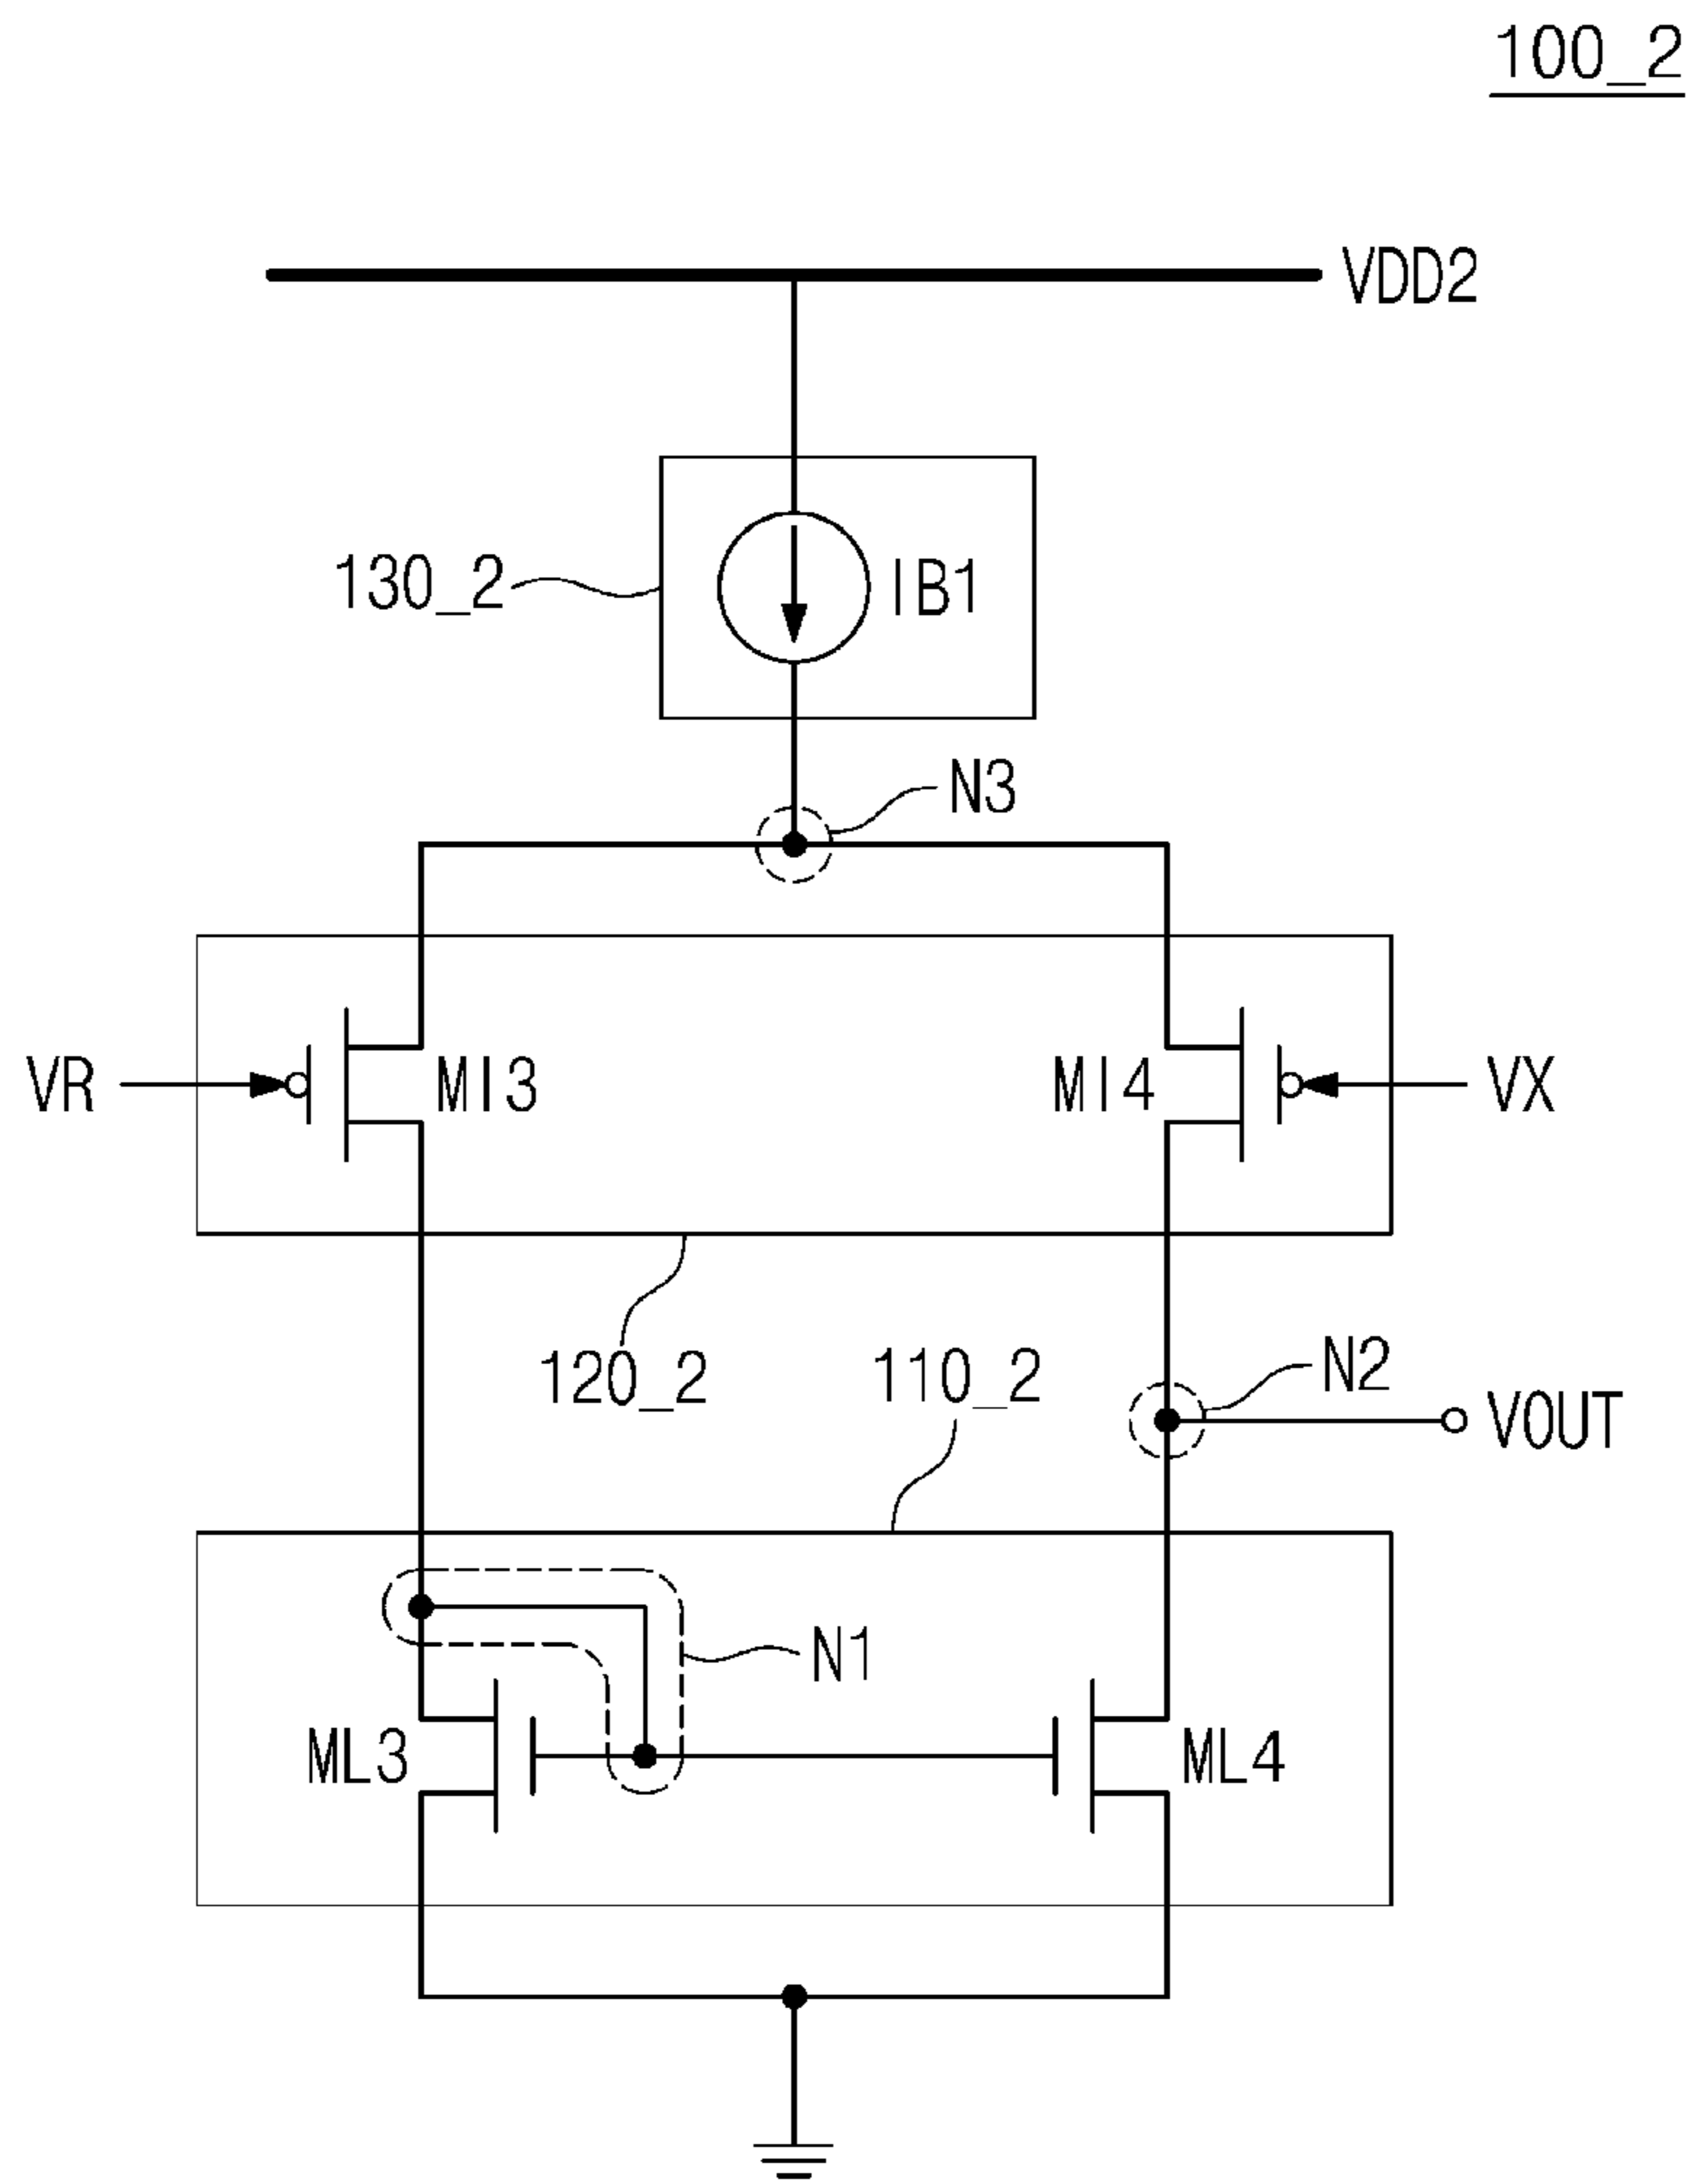 100_2
VDD2
130_2
IB1
N3
VR
MI3
MI4
VX
120_2
110_2
N2
VOUT
N1
ML3
ML4